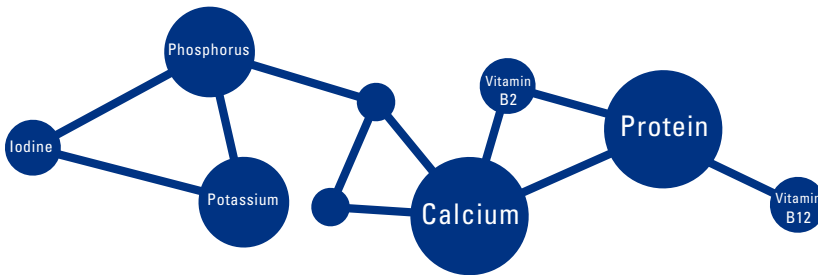 Phosphorus
Iodine
Potassium
Calcium
Vitamin
B2
Protein
Vitamin
B12